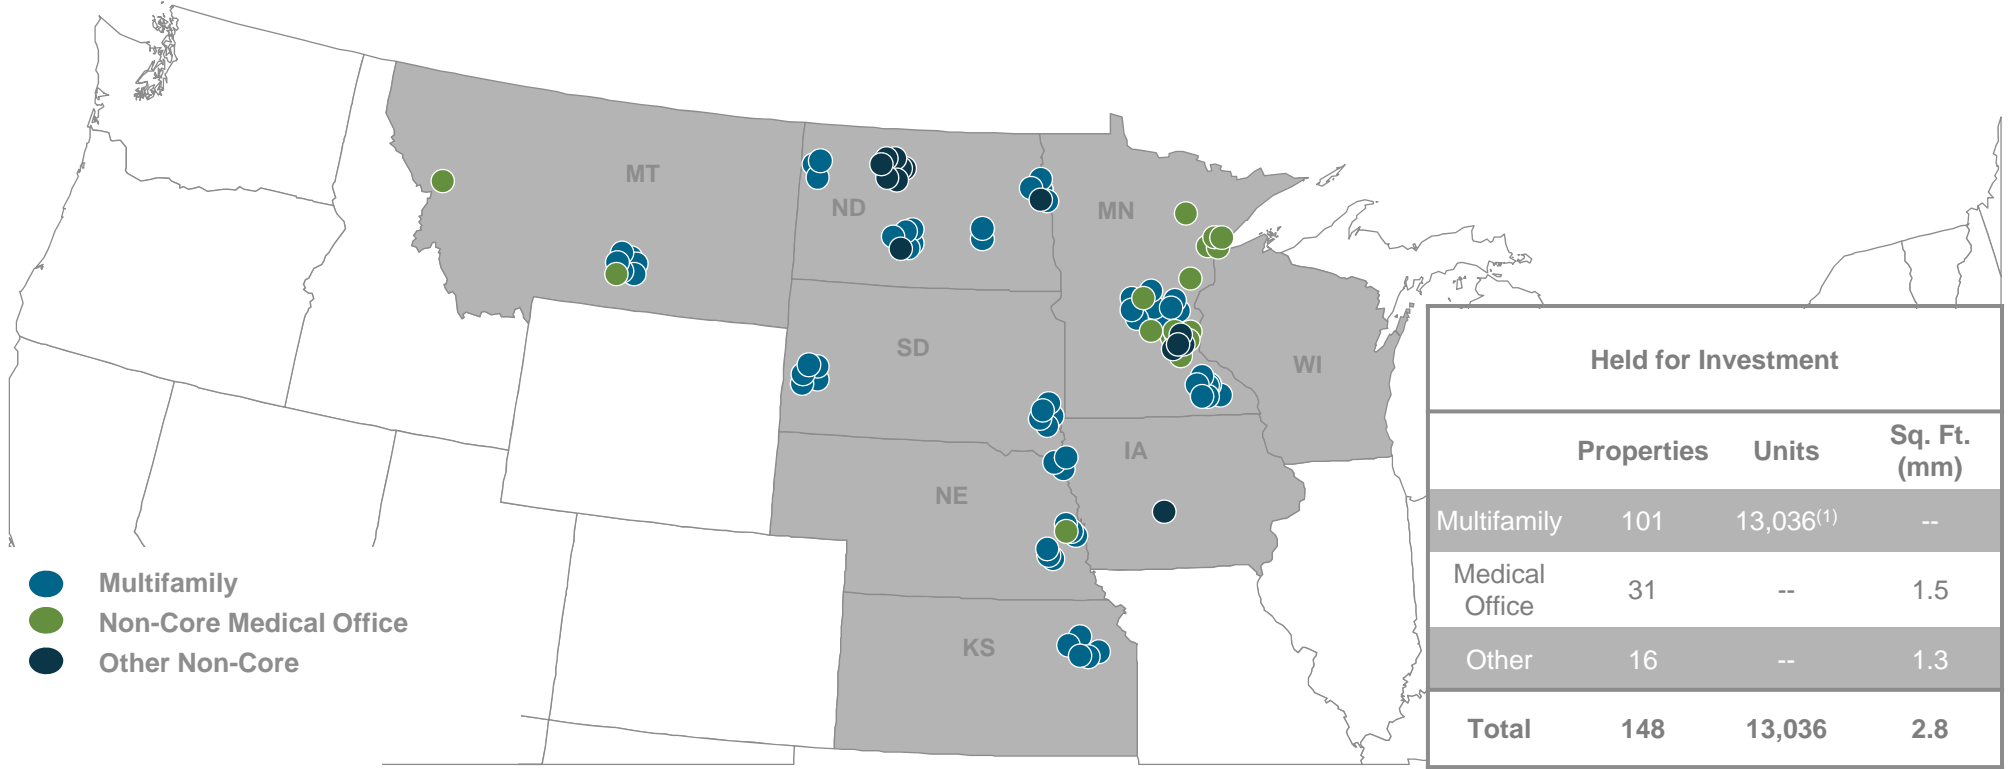 MT
ND
MN
SD
WI
IA
NE
KS
Multifamily
Non-Core Medical Office
Other Non-Core
Held for Investment
Properties Units Sq. Ft. (mm)
Multifamily 101 13,036(1) --
Medical Office 31 -- 1.5
Other 16 -- 1.3
Total 148 13,036 2.8